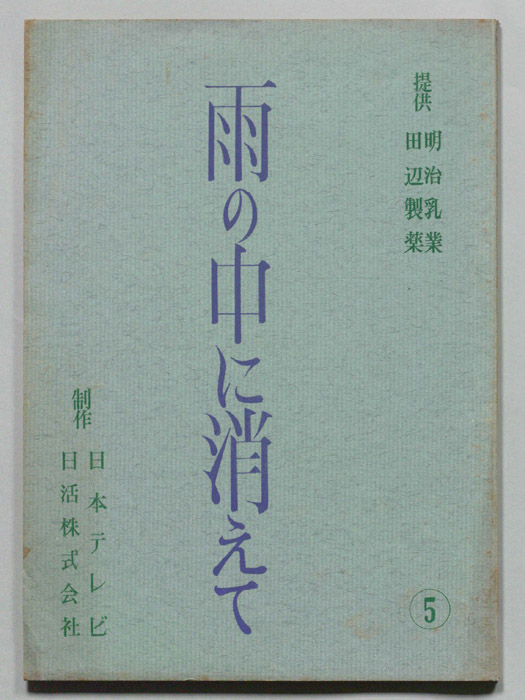 提供
明治乳業
田辺製薬
雨の中に消えて
制作
日本テレビ
日活株式会社
5